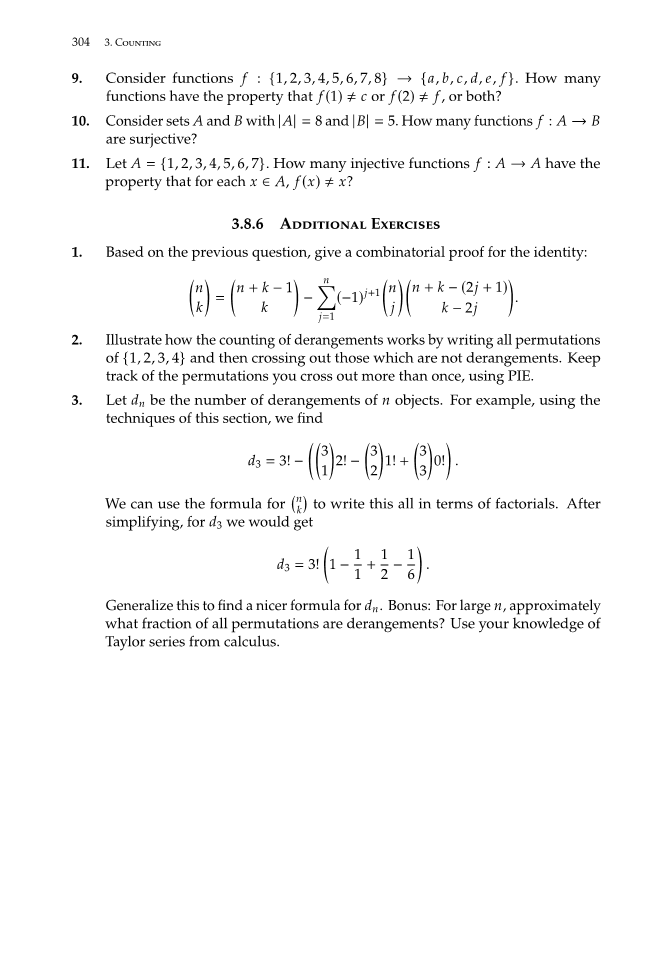 304 3. Counting
9. Consider functions f : {1, 2, 3, 4, 5, 6, 7, 8} → {a, b, c, d, e, f}. How many
functions have the property that f(1) ≠ c or f(2) ≠ f, or both?
10. Consider sets A and B with |A| = 8 and |B| = 5. How many functions f : A → B
are surjective?
11. Let A = {1, 2, 3, 4, 5, 6, 7}. How many injective functions f : A → A have the
property that for each x ∈ A, f(x) ≠ x?
3.8.6 Additional Exercises
1. Based on the previous question, give a combinatorial proof for the identity:
\binom{n}{k} = \binom{n + k - 1}{k} - \sum_{j=1}^{n} (-1)^{j+1} \binom{n}{j} \binom{n + k - (2j + 1)}{k - 2j}.
2. Illustrate how the counting of derangements works by writing all permutations
of {1, 2, 3, 4} and then crossing out those which are not derangements. Keep
track of the permutations you cross out more than once, using PIE.
3. Let d_n be the number of derangements of n objects. For example, using the
techniques of this section, we find
d_3 = 3! - \left( \binom{3}{1} 2! - \binom{3}{2} 1! + \binom{3}{3} 0! \right).
We can use the formula for \binom{n}{k} to write this all in terms of factorials. After
simplifying, for d_3 we would get
d_3 = 3! \left( 1 - \frac{1}{1} + \frac{1}{2} - \frac{1}{6} \right).
Generalize this to find a nicer formula for d_n. Bonus: For large n, approximately
what fraction of all permutations are derangements? Use your knowledge of
Taylor series from calculus.